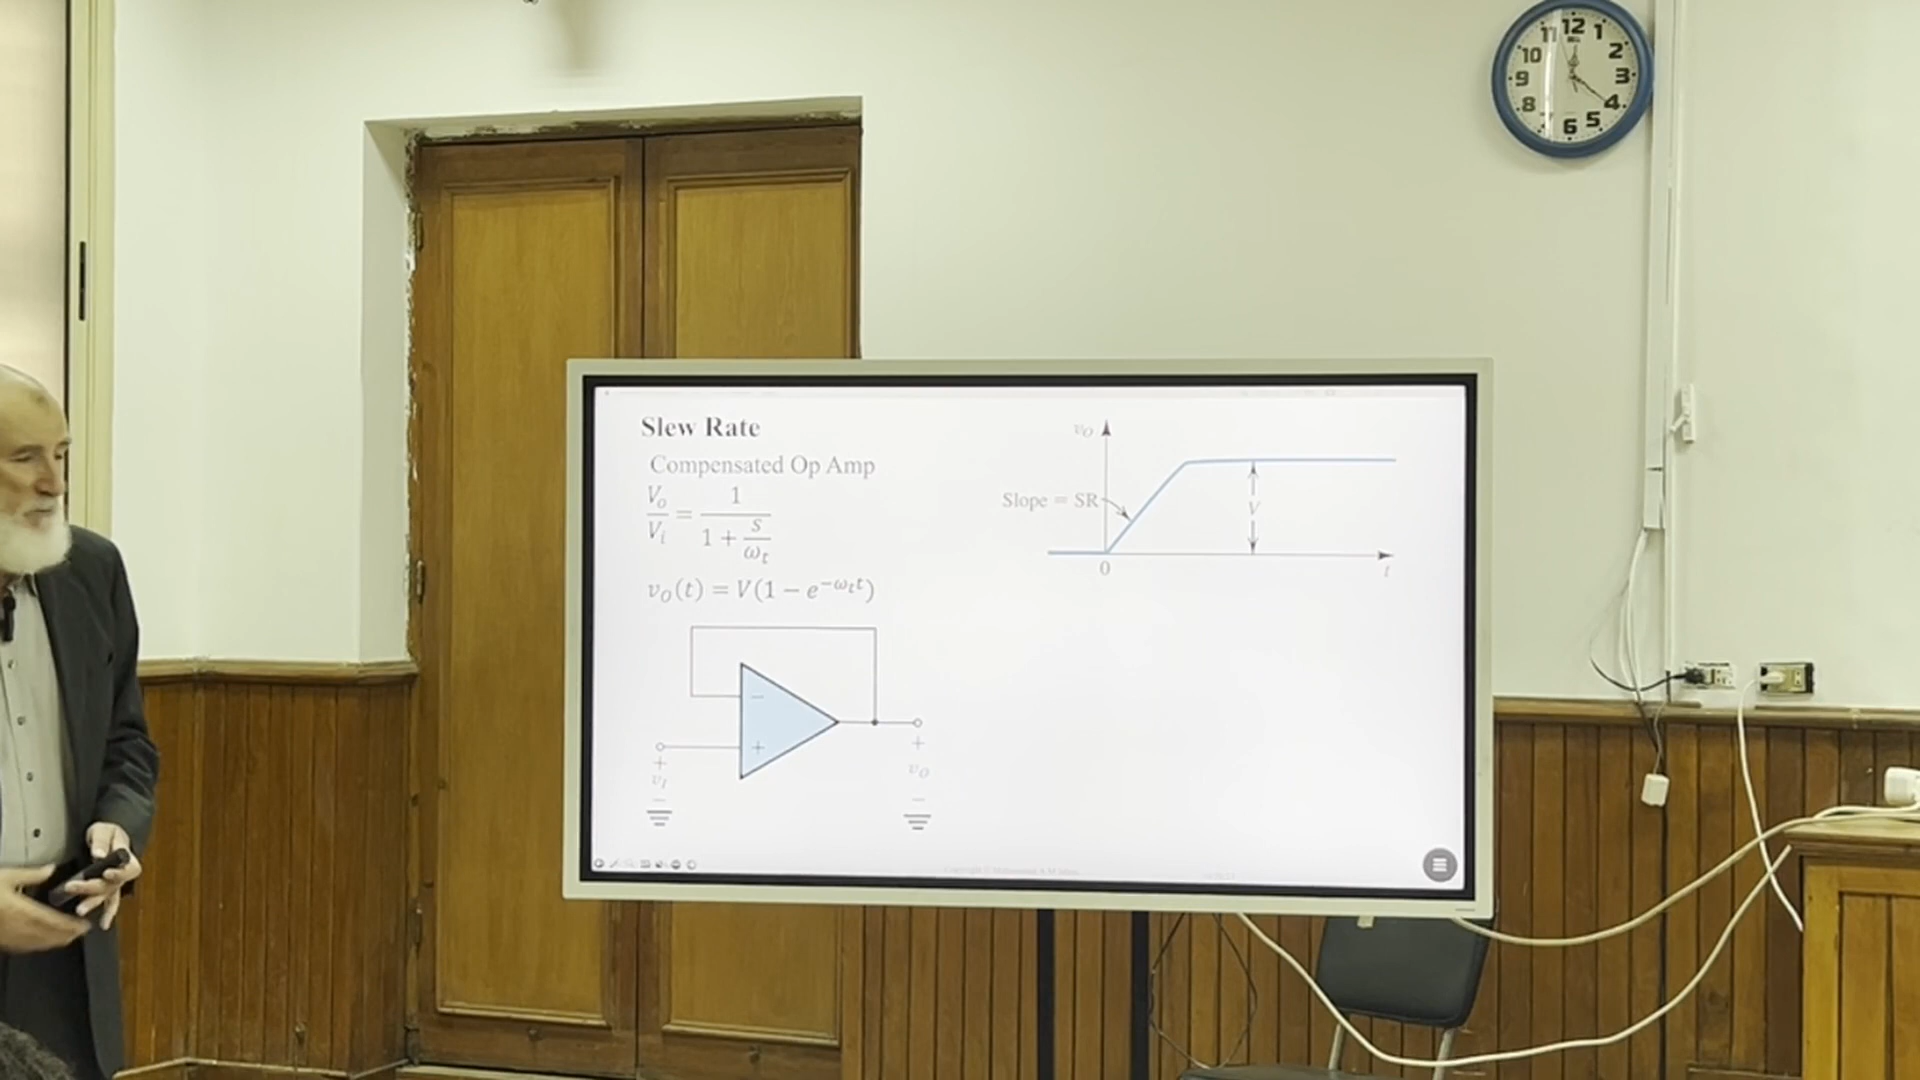 Slew Rate
Compensated Op Amp
V_o/V_i = 1/(1 + s/ω_t)
v_O(t) = V(1 − e^{−ω_t t})
−
+
+
v_I
−
+
v_O
−
v_O
Slope = SR
V
0
t
12
1
2
3
4
5
6
7
8
9
10
11